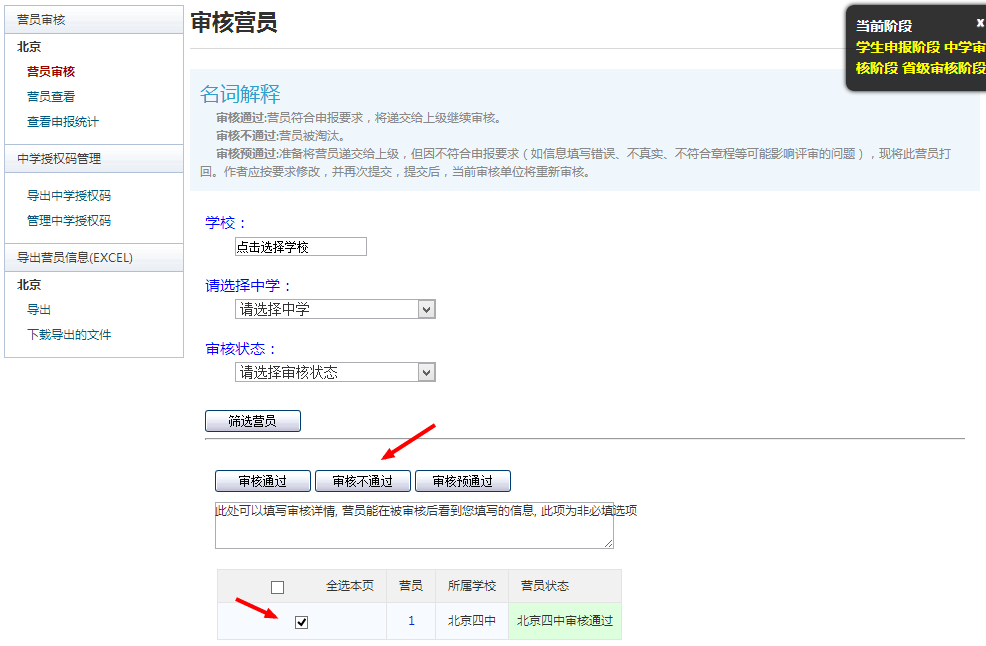 营员审核
北京
营员审核
营员查看
查看申报统计
中学授权码管理
导出中学授权码
管理中学授权码
导出营员信息(EXCEL)
北京
导出
下载导出的文件
审核营员
当前阶段
x
学生申报阶段 中学审
核阶段 省级审核阶段
名词解释
审核通过:营员符合申报要求，将递交给上级继续审核。
审核不通过:营员被淘汰。
审核预通过:准备将营员递交给上级，但因不符合申报要求（如信息填写错误、不真实、不符合章程等可能影响评审的问题），现将此营员打
回。作者应按要求修改，并再次提交，提交后，当前审核单位将重新审核。
学校：
点击选择学校
请选择中学：
请选择中学
审核状态：
请选择审核状态
筛选营员
审核通过 审核不通过 审核预通过
此处可以填写审核详情, 营员能在被审核后看到您填写的信息, 此项为非必填选项
全选本页 营员 所属学校 营员状态
1 北京四中 北京四中审核通过